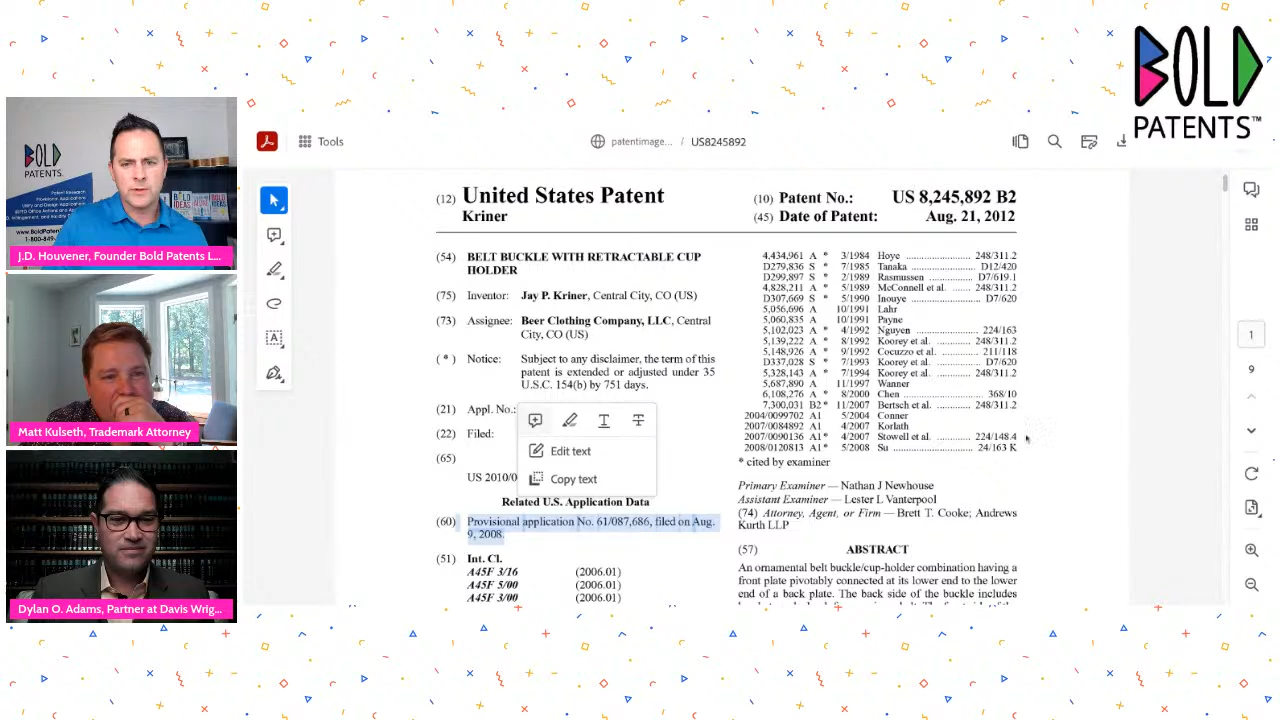 BOLD
PATENTS™
Tools
patentimage... / US8245892
BOLD
PATENTS.
Patent Research
Provisional Applications
www.BoldPaten
1-800-849-
J.D. Houvener, Founder Bold Patents L...
Matt Kulseth, Trademark Attorney
Dylan O. Adams, Partner at Davis Wrig...
(12) United States Patent
Kriner
(10) Patent No.: US 8,245,892 B2
(45) Date of Patent: Aug. 21, 2012
(54) BELT BUCKLE WITH RETRACTABLE CUP
HOLDER
(75) Inventor: Jay P. Kriner, Central City, CO (US)
(73) Assignee: Beer Clothing Company, LLC, Central
City, CO (US)
( * ) Notice: Subject to any disclaimer, the term of this
patent is extended or adjusted under 35
U.S.C. 154(b) by 751 days.
(21) Appl. No.:
(22) Filed:
(65)
US 2010/0
Edit text
Copy text
Related U.S. Application Data
(60) Provisional application No. 61/087,686, filed on Aug.
9, 2008.
(51) Int. Cl.
A45F 3/16 (2006.01)
A45F 5/00 (2006.01)
A45F 3/00 (2006.01)
4,434,961 A * 3/1984 Hoye ..................... 248/311.2
D279,836 S * 7/1985 Tanaka ..................... D12/420
D299,897 S * 2/1989 Rasmussen ................ D7/619.1
4,828,211 A * 5/1989 McConnell et al. ....... 248/311.2
D307,669 S * 5/1990 Inouye ..................... D7/620
5,056,696 A 10/1991 Lahr
5,060,835 A 10/1991 Payne
5,102,023 A * 4/1992 Nguyen ................... 224/163
5,139,222 A * 8/1992 Koorey et al. ........... 248/311.2
5,148,926 A * 9/1992 Cocuzzo et al. .......... 211/118
D337,028 S * 7/1993 Koorey et al. ............ D7/620
5,328,143 A * 7/1994 Koorey et al. ........... 248/311.2
5,687,890 A 11/1997 Wanner
6,108,276 A * 8/2000 Chen ....................... 368/10
7,300,031 B2 * 11/2007 Bertsch et al. ........... 248/311.2
2004/0099702 A1 5/2004 Conner
2007/0084892 A1 4/2007 Korlath
2007/0090136 A1 * 4/2007 Stowell et al. ............ 224/148.4
2008/0120813 A1 * 5/2008 Su .......................... 24/163 K
* cited by examiner
Primary Examiner — Nathan J Newhouse
Assistant Examiner — Lester L Vanterpool
(74) Attorney, Agent, or Firm — Brett T. Cooke; Andrews
Kurth LLP
(57) ABSTRACT
An ornamental belt buckle/cup-holder combination having a
front plate pivotably connected at its lower end to the lower
end of a back plate. The back side of the buckle includes
1
9